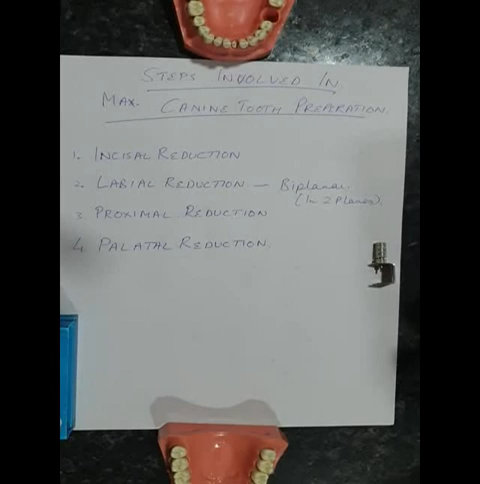 STEPS INVOLVED IN.
MAX. CANINE TOOTH PREPARATION.
1. INCISAL REDUCTION
2. LABIAL REDUCTION — Biplanar.
(In 2 Planes).
3. PROXIMAL REDUCTION
4. PALATAL REDUCTION.